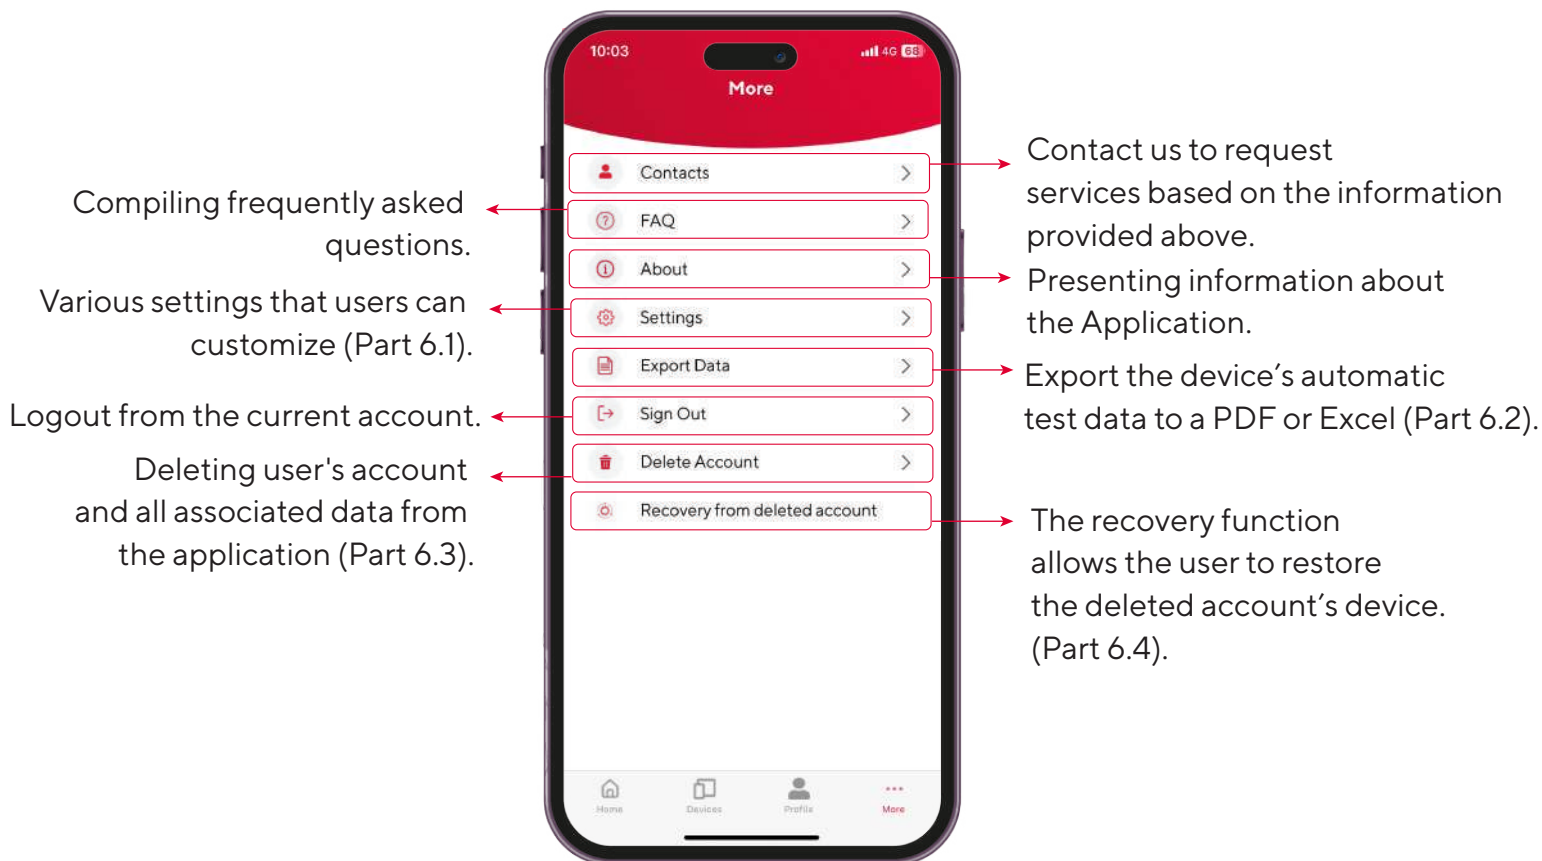 10:03
4G 68
More
Contacts
FAQ
About
Settings
Export Data
Sign Out
Delete Account
Recovery from deleted account
Home
Devices
Profile
More
Compiling frequently asked
questions.
Various settings that users can
customize (Part 6.1).
Logout from the current account.
Deleting user's account
and all associated data from
the application (Part 6.3).
Contact us to request
services based on the information
provided above.
Presenting information about
the Application.
Export the device’s automatic
test data to a PDF or Excel (Part 6.2).
The recovery function
allows the user to restore
the deleted account’s device.
(Part 6.4).